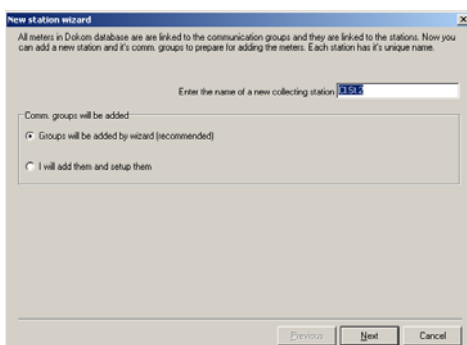 New station wizard
All meters in Dokom database are are linked to the communication groups and they are linked to the stations. Now you
can add a new station and it's comm. groups to prepare for adding the meters. Each station has it's unique name.
Enter the name of a new collecting station
Comm. groups will be added
Groups will be added by wizard (recommended)
I will add them and setup them
Previous Next Cancel